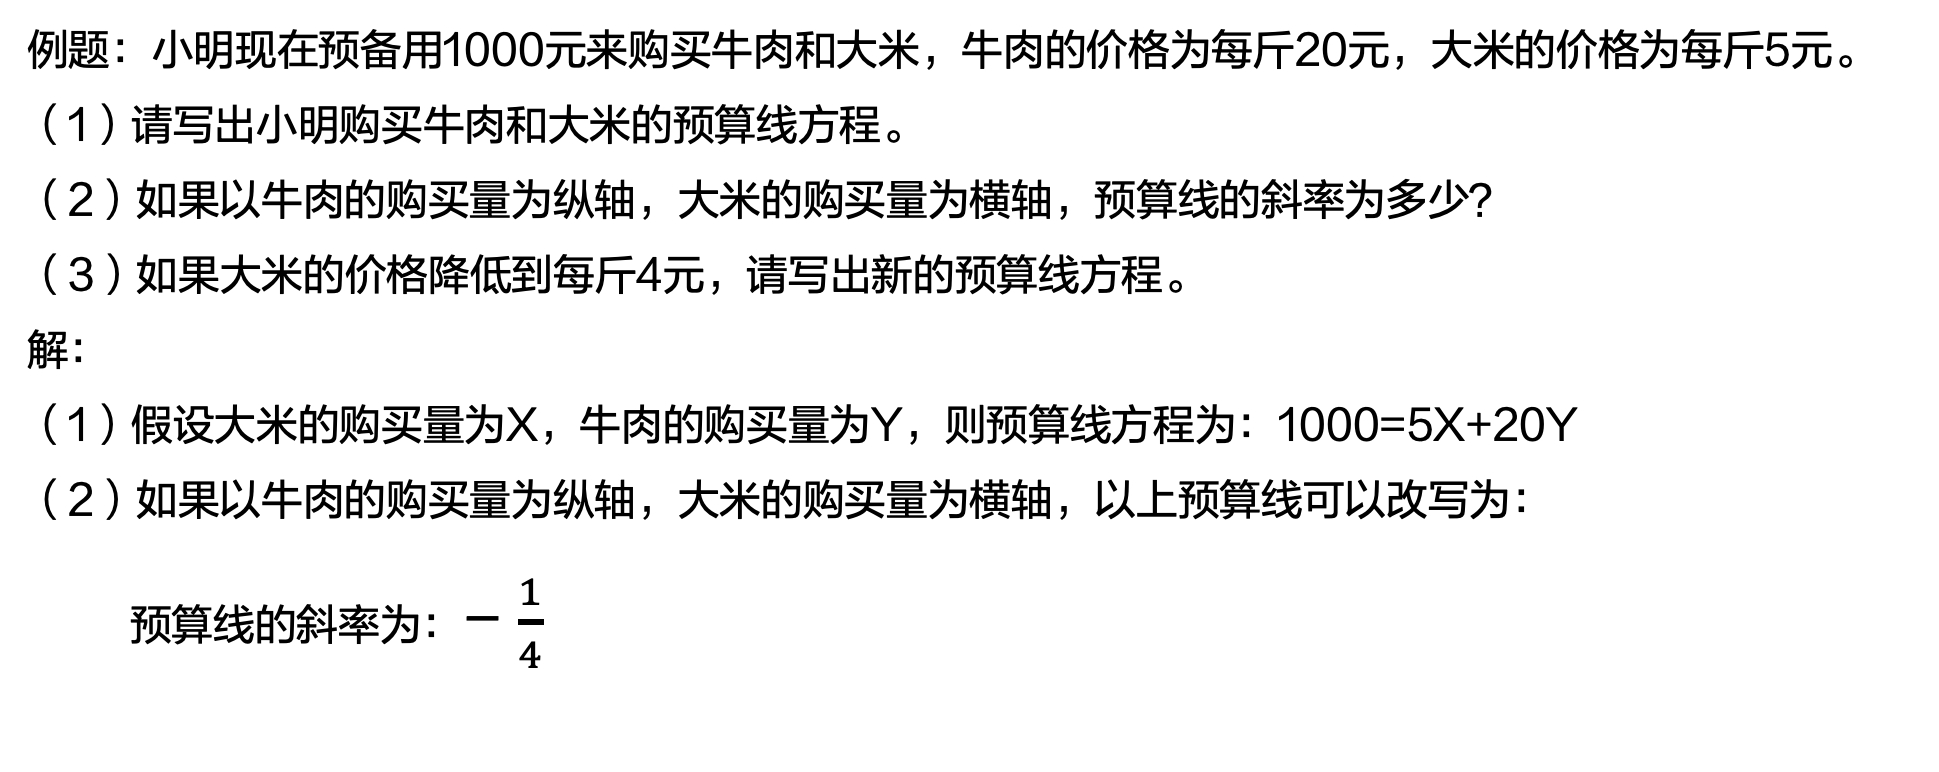 例题：小明现在预备用1000元来购买牛肉和大米，牛肉的价格为每斤20元，大米的价格为每斤5元。
（1）请写出小明购买牛肉和大米的预算线方程。
（2）如果以牛肉的购买量为纵轴，大米的购买量为横轴，预算线的斜率为多少?
（3）如果大米的价格降低到每斤4元，请写出新的预算线方程。
解：
（1）假设大米的购买量为X，牛肉的购买量为Y，则预算线方程为：1000=5X+20Y
（2）如果以牛肉的购买量为纵轴，大米的购买量为横轴，以上预算线可以改写为：
预算线的斜率为：− 1/4